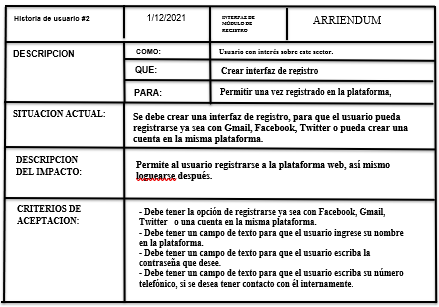 Historia de usuario #2
1/12/2021
INTERFAZ DE
MÓDULO DE
REGISTRO
ARRIENDUM
DESCRIPCION
COMO:
Usuario con interés sobre este sector.
QUE:
Crear interfaz de registro
PARA:
Permitir una vez registrado en la plataforma,
SITUACION ACTUAL:
Se debe crear una interfaz de registro, para que el usuario pueda
registrarse ya sea con Gmail, Facebook, Twitter o pueda crear una
cuenta en la misma plataforma.
DESCRIPCION
DEL IMPACTO:
Permite al usuario registrarse a la plataforma web, así mismo
loguearse después.
CRITERIOS DE
ACEPTACION:
- Debe tener la opción de registrarse ya sea con Facebook, Gmail,
Twitter o una cuenta en la misma plataforma.
- Debe tener un campo de texto para que el usuario ingrese su nombre
en la plataforma.
- Debe tener un campo de texto para que el usuario escriba la
contraseña que desee.
- Debe tener un campo de texto para que el usuario escriba su número
telefónico, si se desea tener contacto con él internamente.